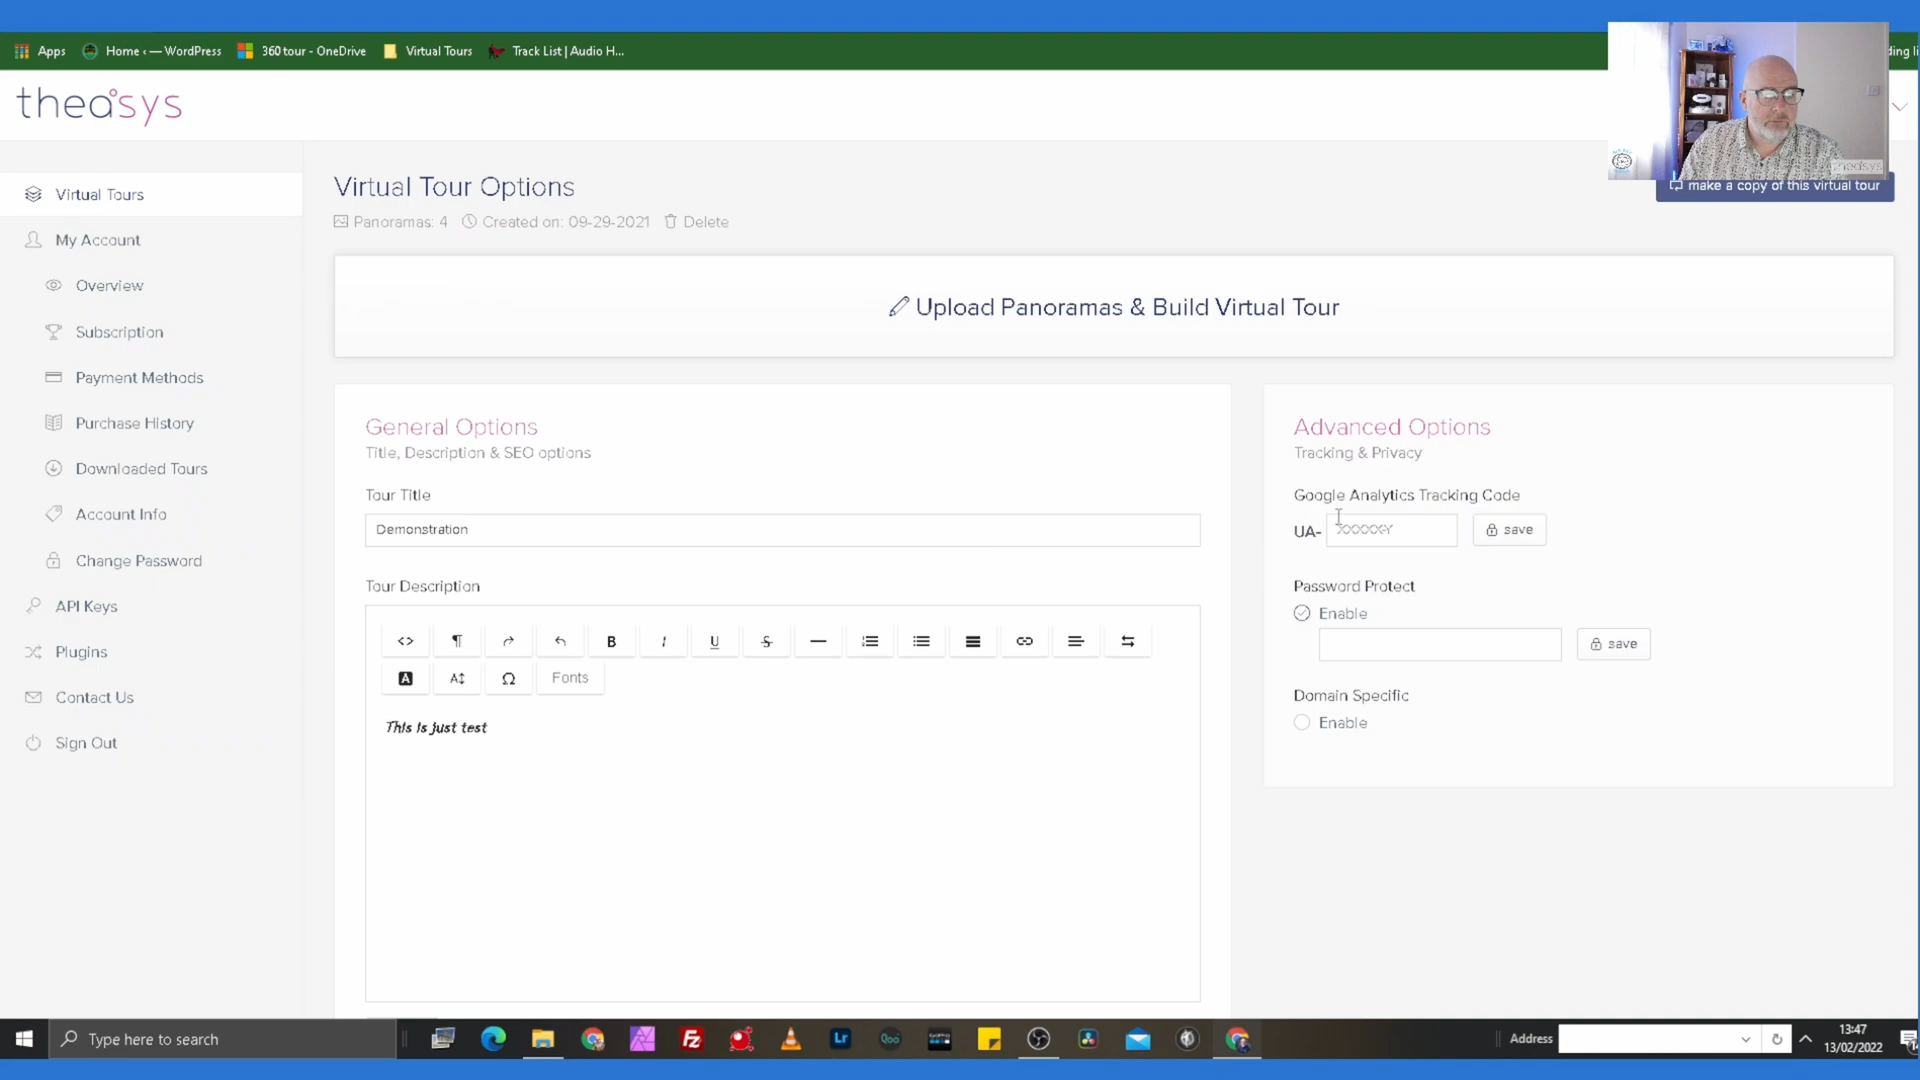 Apps Home ‹ — WordPress 360 tour - OneDrive Virtual Tours Track List | Audio H... ding li
theasys
make a copy of this virtual tour
Virtual Tours
My Account
Overview
Subscription
Payment Methods
Purchase History
Downloaded Tours
Account Info
Change Password
API Keys
Plugins
Contact Us
Sign Out
Virtual Tour Options
Panoramas: 4 Created on: 09-29-2021 Delete
Upload Panoramas & Build Virtual Tour
General Options
Title, Description & SEO options
Tour Title
Demonstration
Tour Description
Fonts
This is just test
Advanced Options
Tracking & Privacy
Google Analytics Tracking Code
UA- save
Password Protect
Enable
save
Domain Specific
Enable
Type here to search
Address
13:47
13/02/2022